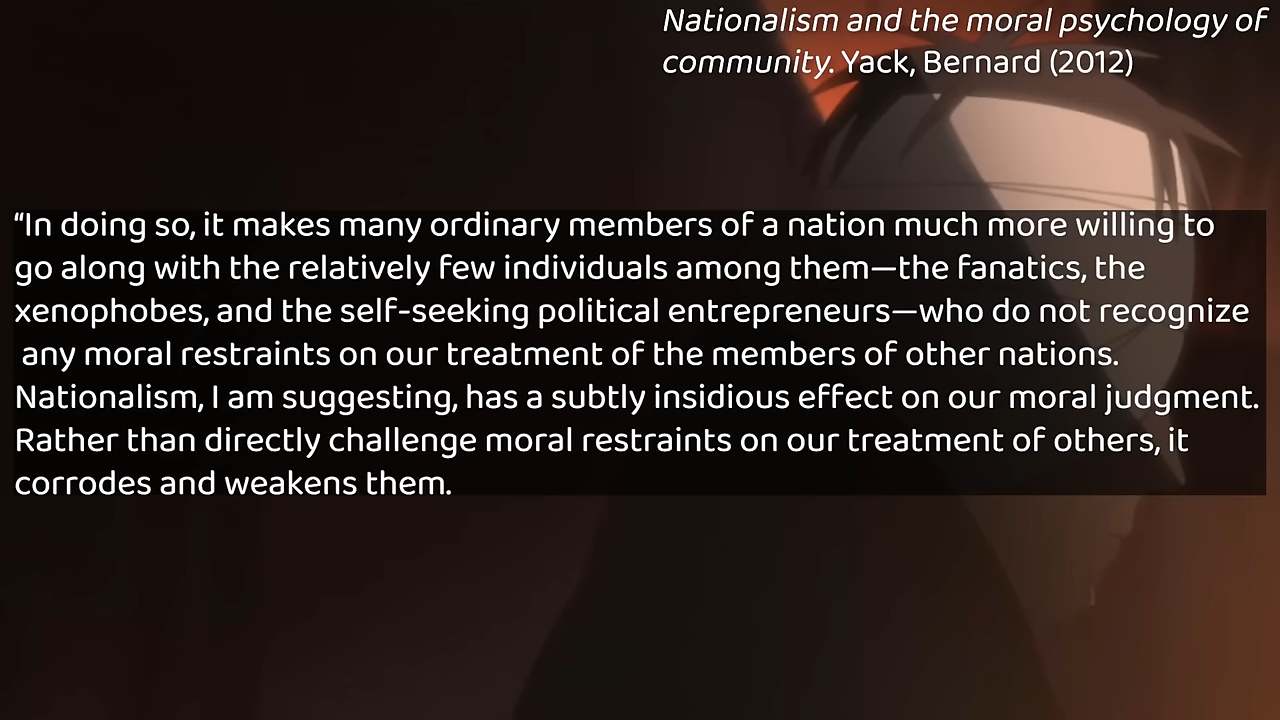 Nationalism and the moral psychology of
community. Yack, Bernard (2012)
“In doing so, it makes many ordinary members of a nation much more willing to
go along with the relatively few individuals among them—the fanatics, the
xenophobes, and the self-seeking political entrepreneurs—who do not recognize
any moral restraints on our treatment of the members of other nations.
Nationalism, I am suggesting, has a subtly insidious effect on our moral judgment.
Rather than directly challenge moral restraints on our treatment of others, it
corrodes and weakens them.